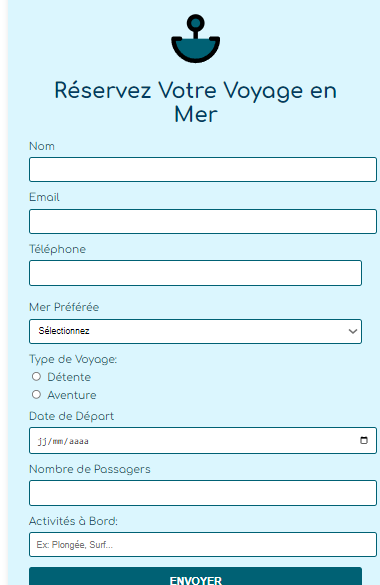 Réservez Votre Voyage en
Mer
Nom
Email
Téléphone
Mer Préférée
Sélectionnez
Type de Voyage:
Détente
Aventure
Date de Départ
jj/mm/aaaa
Nombre de Passagers
Activités à Bord:
Ex: Plongée, Surf...
ENVOYER